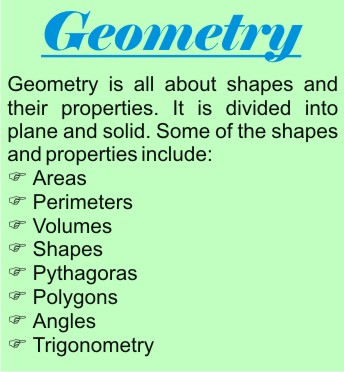 Geometry
Geometry is all about shapes and
their properties. It is divided into
plane and solid. Some of the shapes
and properties include:
☞ Areas
☞ Perimeters
☞ Volumes
☞ Shapes
☞ Pythagoras
☞ Polygons
☞ Angles
☞ Trigonometry